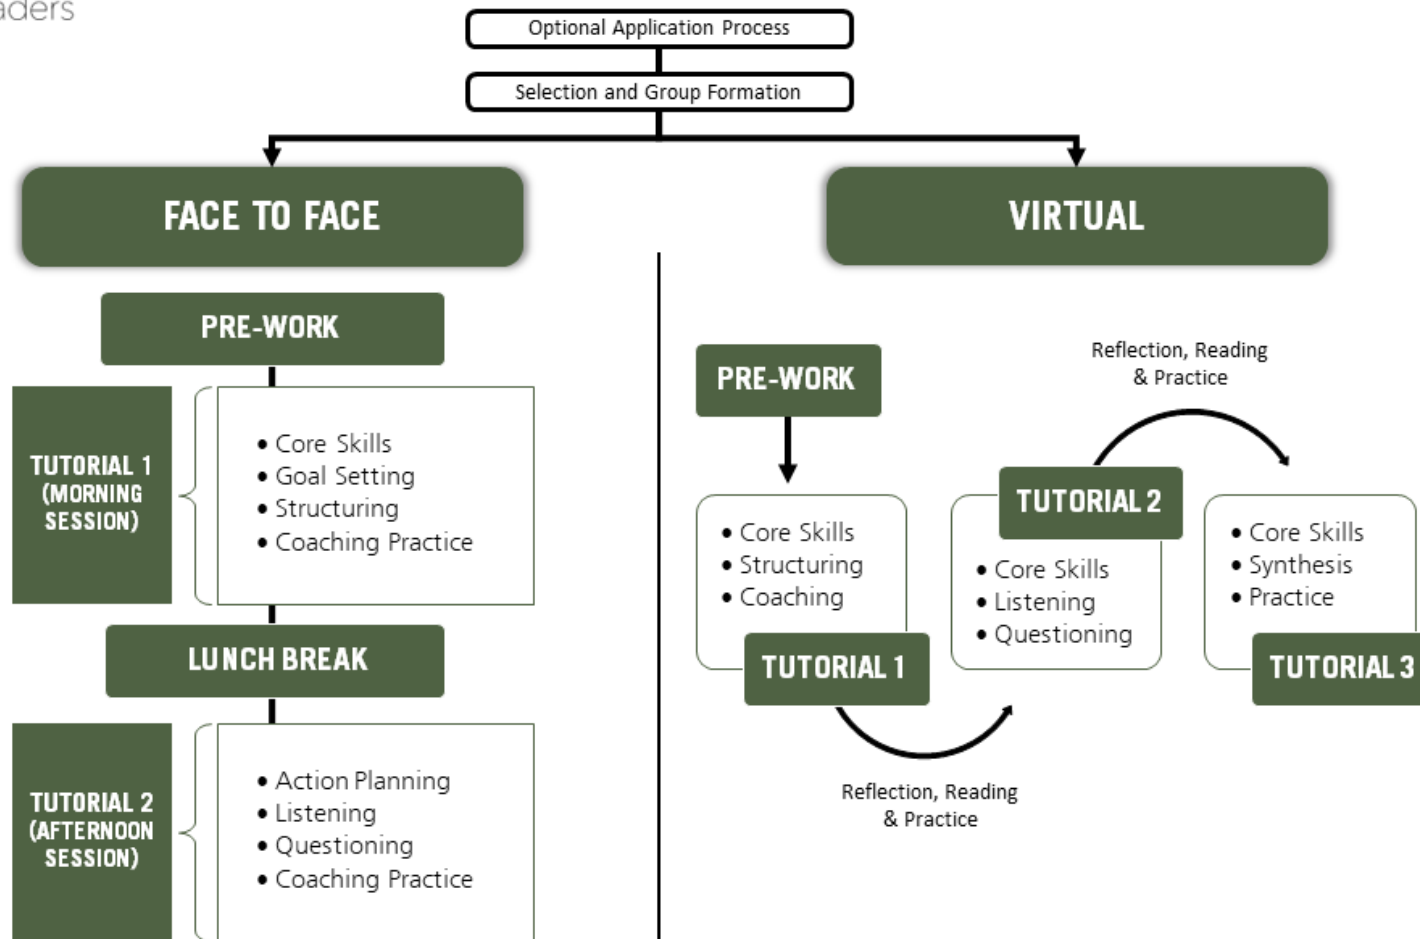 Optional Application Process
Selection and Group Formation
FACE TO FACE
PRE-WORK
TUTORIAL 1
(MORNING
SESSION)
• Core Skills
• Goal Setting
• Structuring
• Coaching Practice
LUNCH BREAK
TUTORIAL 2
(AFTERNOON
SESSION)
• Action Planning
• Listening
• Questioning
• Coaching Practice
VIRTUAL
PRE-WORK
• Core Skills
• Structuring
• Coaching
TUTORIAL 1
Reflection, Reading
& Practice
TUTORIAL 2
• Core Skills
• Listening
• Questioning
Reflection, Reading
& Practice
• Core Skills
• Synthesis
• Practice
TUTORIAL 3